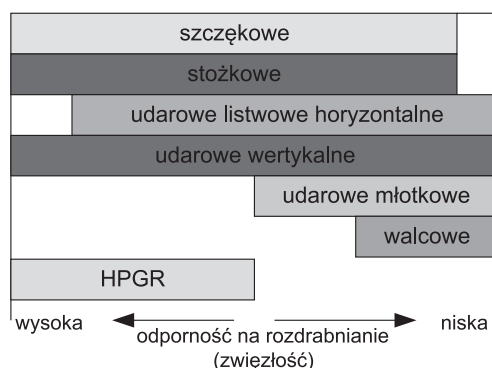 szczękowe
stożkowe
udarowe listwowe horyzontalne
udarowe wertykalne
udarowe młotkowe
walcowe
HPGR
wysoka
niska
odporność na rozdrabnianie
(zwięzłość)